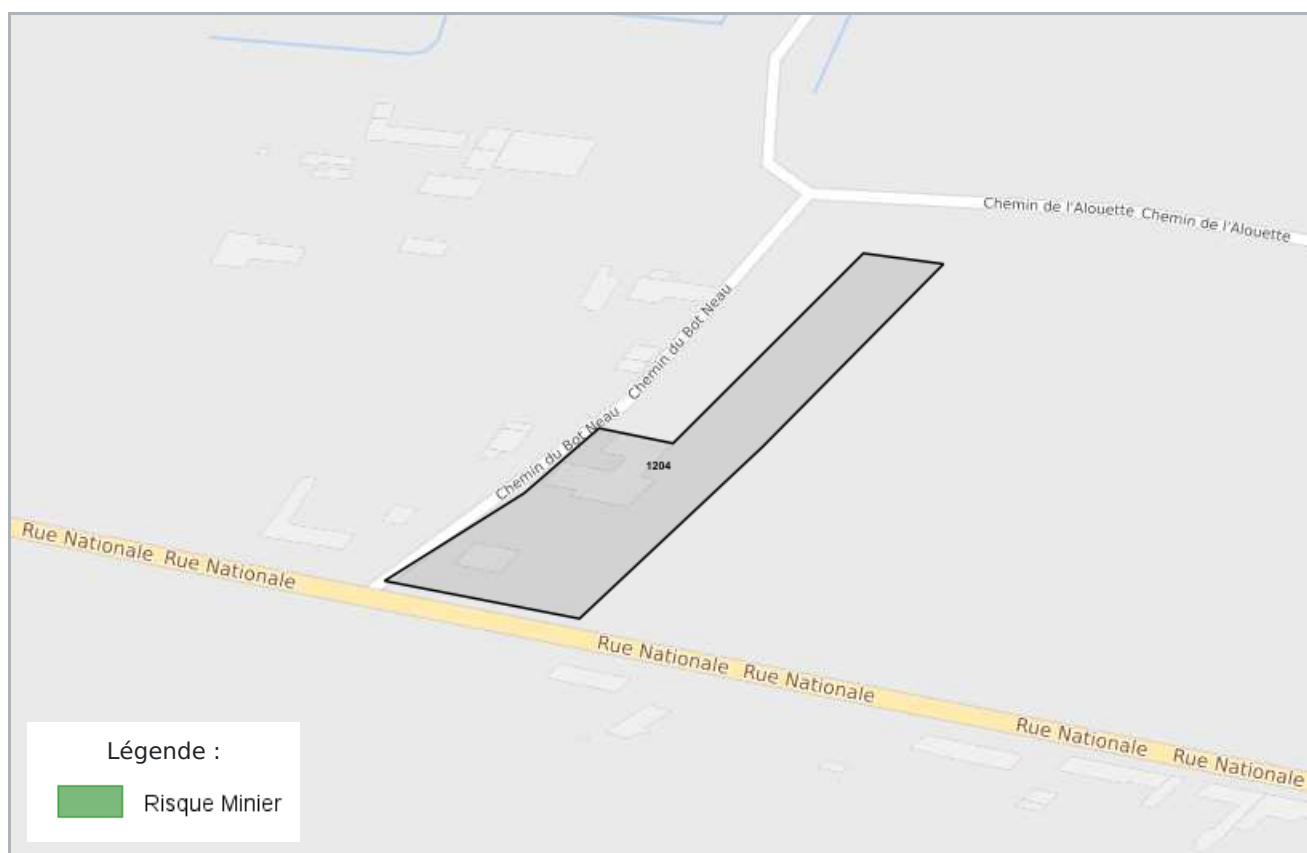 Chemin de l'Alouette Chemin de l'Alouette
Chemin du Bot Neau
Chemin du Bot Neau
1204
Rue Nationale Rue Nationale
Rue Nationale Rue Nationale
Rue Nationale Rue Nationale
Légende :
Risque Minier